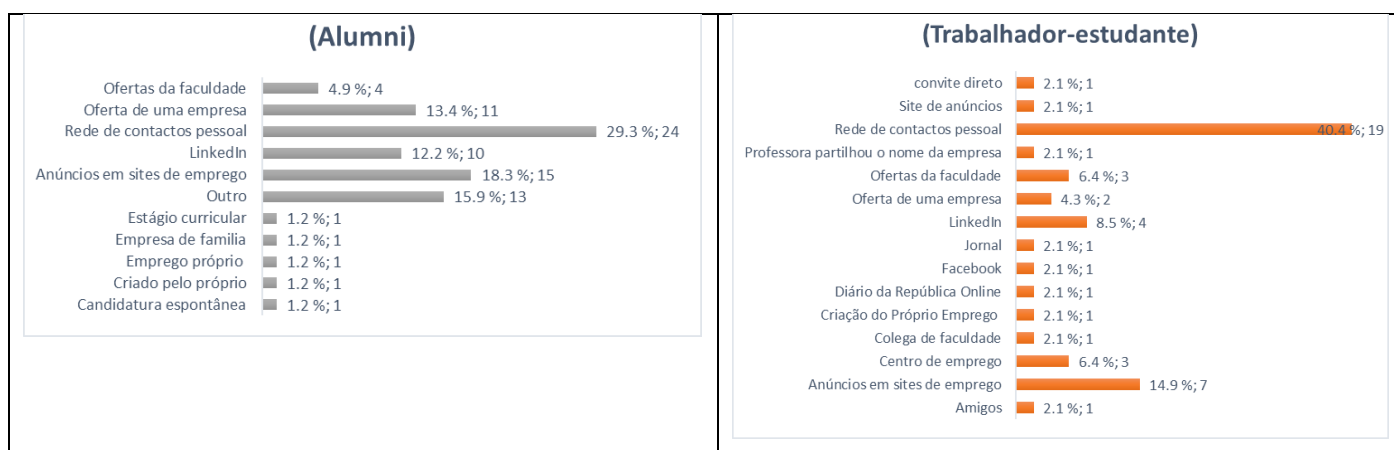 (Alumni)
Ofertas da faculdade 4.9 %; 4
Oferta de uma empresa 13.4 %; 11
Rede de contactos pessoal 29.3 %; 24
LinkedIn 12.2 %; 10
Anúncios em sites de emprego 18.3 %; 15
Outro 15.9 %; 13
Estágio curricular 1.2 %; 1
Empresa de familia 1.2 %; 1
Emprego próprio 1.2 %; 1
Criado pelo próprio 1.2 %; 1
Candidatura espontânea 1.2 %; 1
(Trabalhador-estudante)
convite direto 2.1 %; 1
Site de anúncios 2.1 %; 1
Rede de contactos pessoal 40.4 %; 19
Professora partilhou o nome da empresa 2.1 %; 1
Ofertas da faculdade 6.4 %; 3
Oferta de uma empresa 4.3 %; 2
LinkedIn 8.5 %; 4
Jornal 2.1 %; 1
Facebook 2.1 %; 1
Diário da República Online 2.1 %; 1
Criação do Próprio Emprego 2.1 %; 1
Colega de faculdade 2.1 %; 1
Centro de emprego 6.4 %; 3
Anúncios em sites de emprego 14.9 %; 7
Amigos 2.1 %; 1